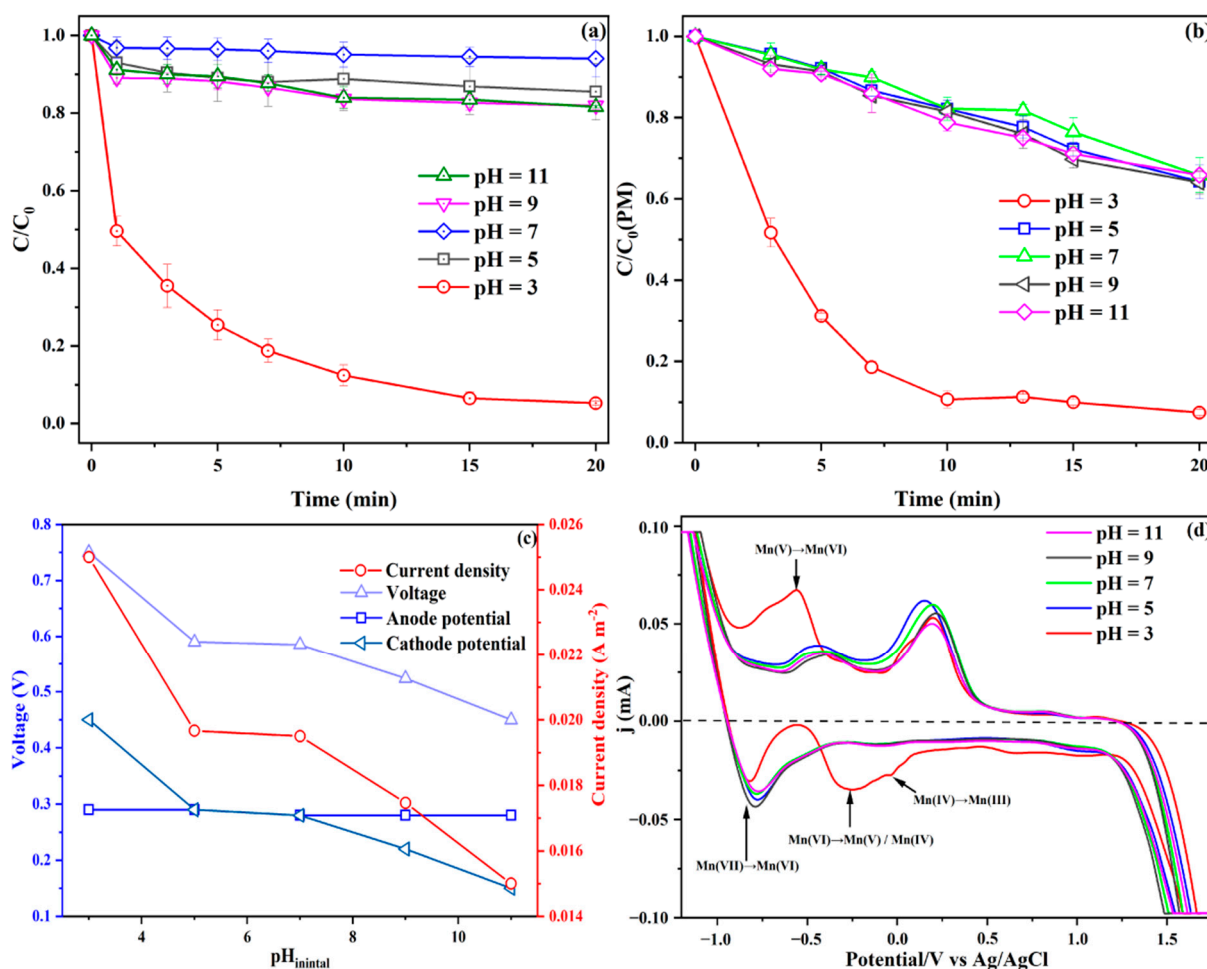 (a)
C/C0
1.0
0.8
0.6
0.4
0.2
0.0
pH = 11
pH = 9
pH = 7
pH = 5
pH = 3
0 5 10 15 20
Time (min)
(b)
C/C0(PM)
1.0
0.8
0.6
0.4
0.2
0.0
pH = 3
pH = 5
pH = 7
pH = 9
pH = 11
0 5 10 15 20
Time (min)
(c)
Voltage (V)
0.8
0.7
0.6
0.5
0.4
0.3
0.2
0.1
Current density
Voltage
Anode potential
Cathode potential
0.026
0.024
0.022
0.020
0.018
0.016
0.014
Current density(A m-2)
4 6 8 10
pHinintal
(d)
j (mA)
0.10
0.05
0.00
−0.05
−0.10
Mn(V)→Mn(VI)
pH = 11
pH = 9
pH = 7
pH = 5
pH = 3
Mn(IV)→Mn(III)
Mn(VI)→Mn(V) / Mn(IV)
Mn(VII)→Mn(VI)
−1.0 −0.5 0.0 0.5 1.0 1.5
Potential/V vs Ag/AgCl